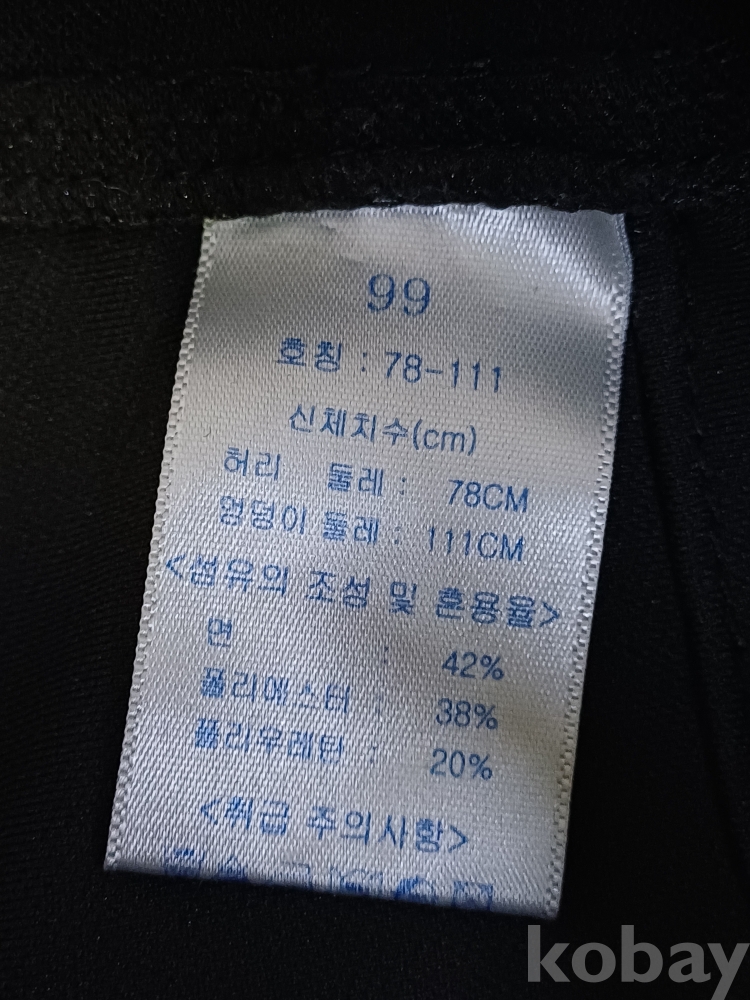 99
호칭 : 78-111
신체치수(cm)
허리 둘레 : 78CM
엉덩이 둘레 : 111CM
<섬유의 조성 및 혼용율>
면 : 42%
폴리에스터 : 38%
폴리우레탄 : 20%
<취급 주의사항>
kobay